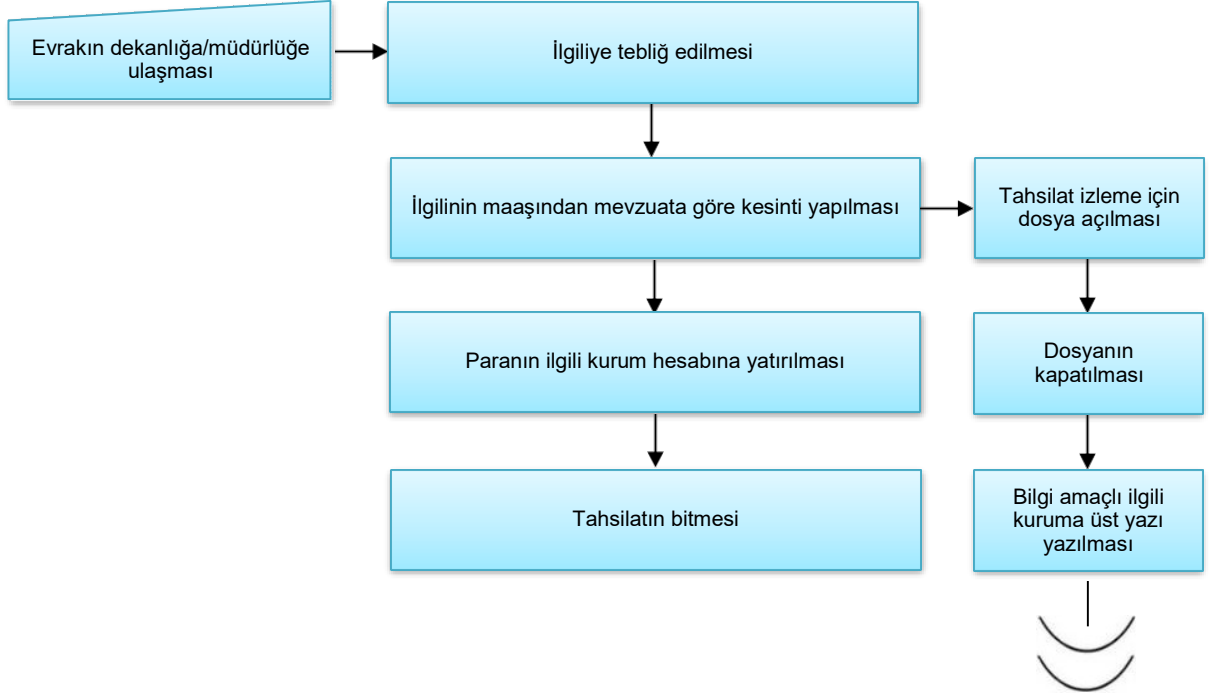 Evrakın dekanlığa/müdürlüğe
ulaşması
İlgiliye tebliğ edilmesi
İlgilinin maaşından mevzuata göre kesinti yapılması
Tahsilat izleme için
dosya açılması
Paranın ilgili kurum hesabına yatırılması
Dosyanın
kapatılması
Tahsilatın bitmesi
Bilgi amaçlı ilgili
kuruma üst yazı
yazılması